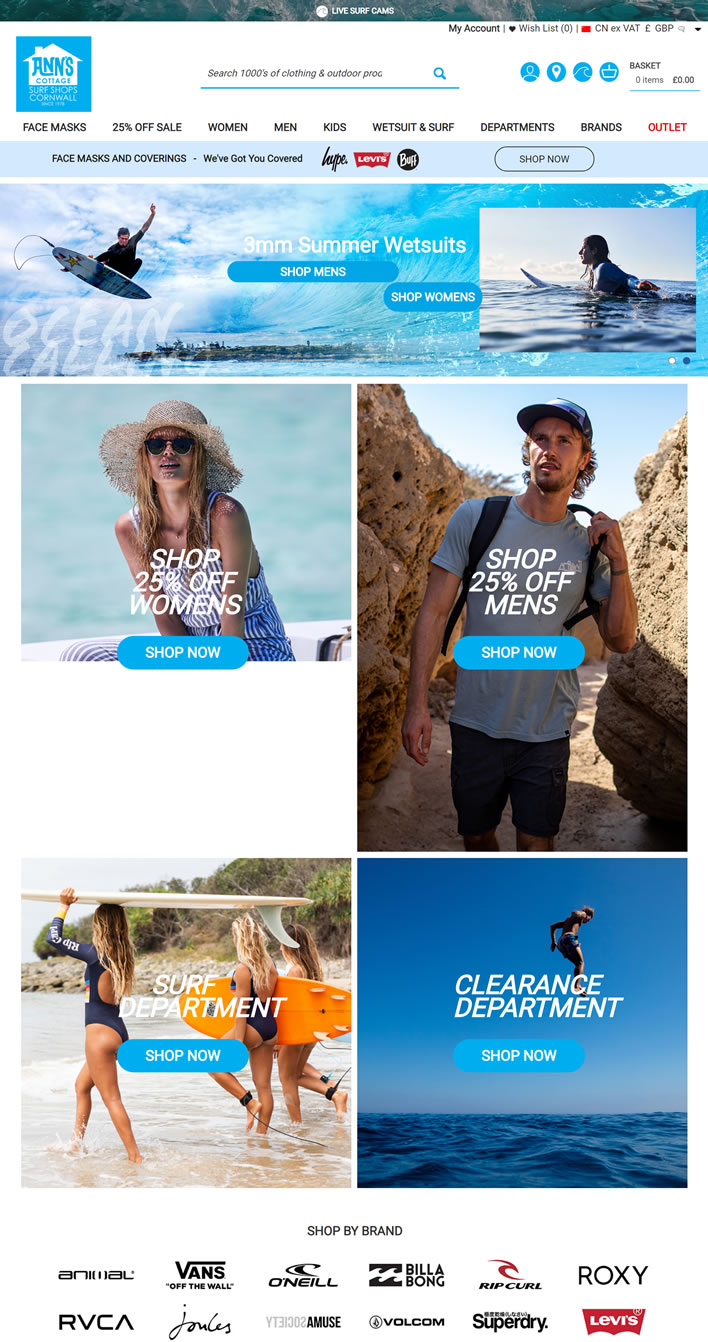 LIVE SURF CAMS
My Account | Wish List (0) | CN ex VAT £ GBP
ANN'S
COTTAGE
SURF SHOPS
CORNWALL
SINCE 1978
Search 1000's of clothing & outdoor proc
BASKET
0 items £0.00
FACE MASKS 25% OFF SALE WOMEN MEN KIDS WETSUIT & SURF DEPARTMENTS BRANDS OUTLET
FACE MASKS AND COVERINGS - We've Got You Covered hype. LEVI'S BUFF SHOP NOW
3mm Summer Wetsuits
SHOP MENS
SHOP WOMENS
OCEAN
CALLING
SHOP
25% OFF
WOMENS
SHOP NOW
SHOP
25% OFF
MENS
SHOP NOW
Rip Curl
SURF
DEPARTMENT
SHOP NOW
CLEARANCE
DEPARTMENT
SHOP NOW
SHOP BY BRAND
animal VANS O'NEILL BILLABONG RIP CURL ROXY
"OFF THE WALL"
RVCA Joules SOCIETY AMUSE VOLCOM Superdry. LEVI'S